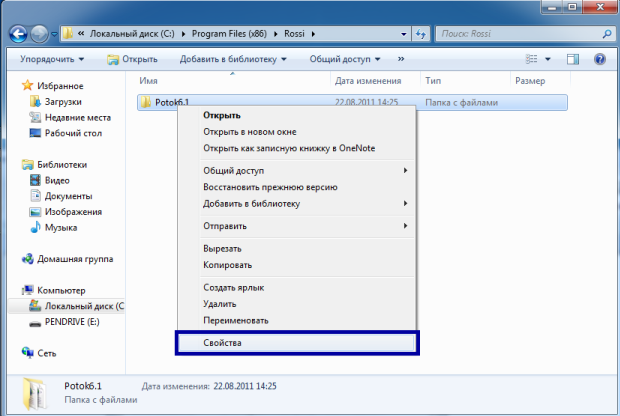 « Локальный диск (C:) ▸ Program Files (x86) ▸ Rossi ▸
Поиск: Rossi
Упорядочить ▾ Открыть Добавить в библиотеку ▾ Общий доступ ▾ »
Имя Дата изменения Тип Размер
Избранное
Загрузки
Недавние места
Рабочий стол
Библиотеки
Видео
Документы
Изображения
Музыка
Домашняя группа
Компьютер
Локальный диск (C
PENDRIVE (E:)
Сеть
Potok6.1 22.08.2011 14:25 Папка с файлами
Открыть
Открыть в новом окне
Открыть как записную книжку в OneNote
Общий доступ
Восстановить прежнюю версию
Добавить в библиотеку
Отправить
Вырезать
Копировать
Создать ярлык
Удалить
Переименовать
Свойства
Potok6.1 Дата изменения: 22.08.2011 14:25
Папка с файлами